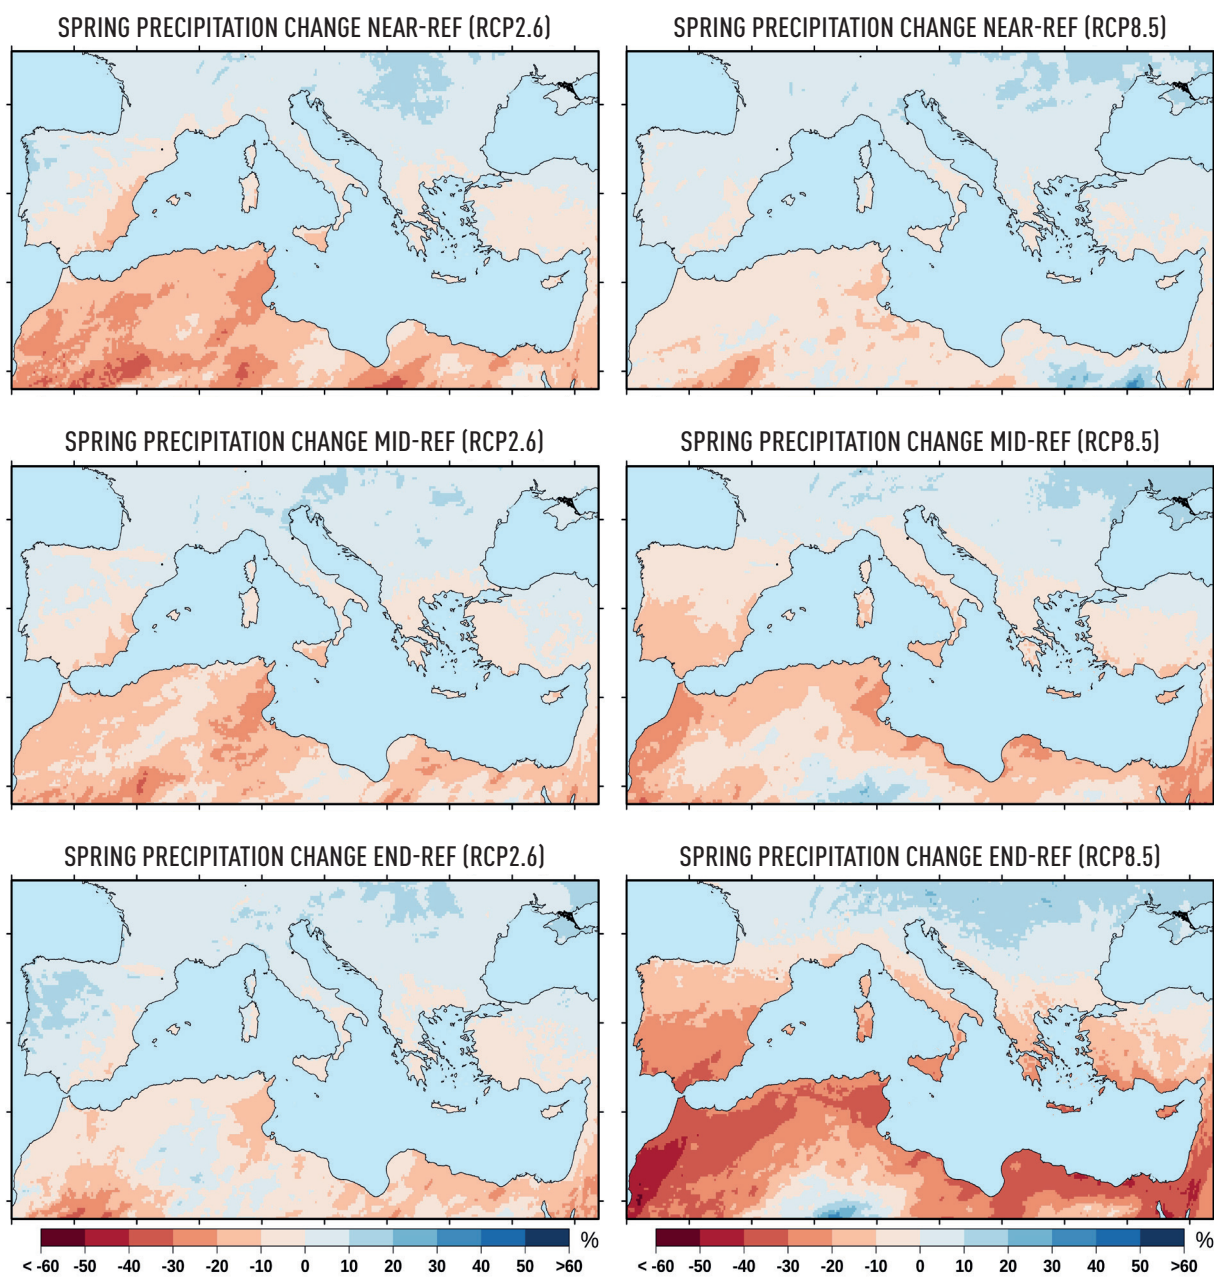 SPRING PRECIPITATION CHANGE NEAR-REF (RCP2.6)
SPRING PRECIPITATION CHANGE NEAR-REF (RCP8.5)
SPRING PRECIPITATION CHANGE MID-REF (RCP2.6)
SPRING PRECIPITATION CHANGE MID-REF (RCP8.5)
SPRING PRECIPITATION CHANGE END-REF (RCP2.6)
SPRING PRECIPITATION CHANGE END-REF (RCP8.5)
%
< -60 -50 -40 -30 -20 -10 0 10 20 30 40 50 >60
%
< -60 -50 -40 -30 -20 -10 0 10 20 30 40 50 >60